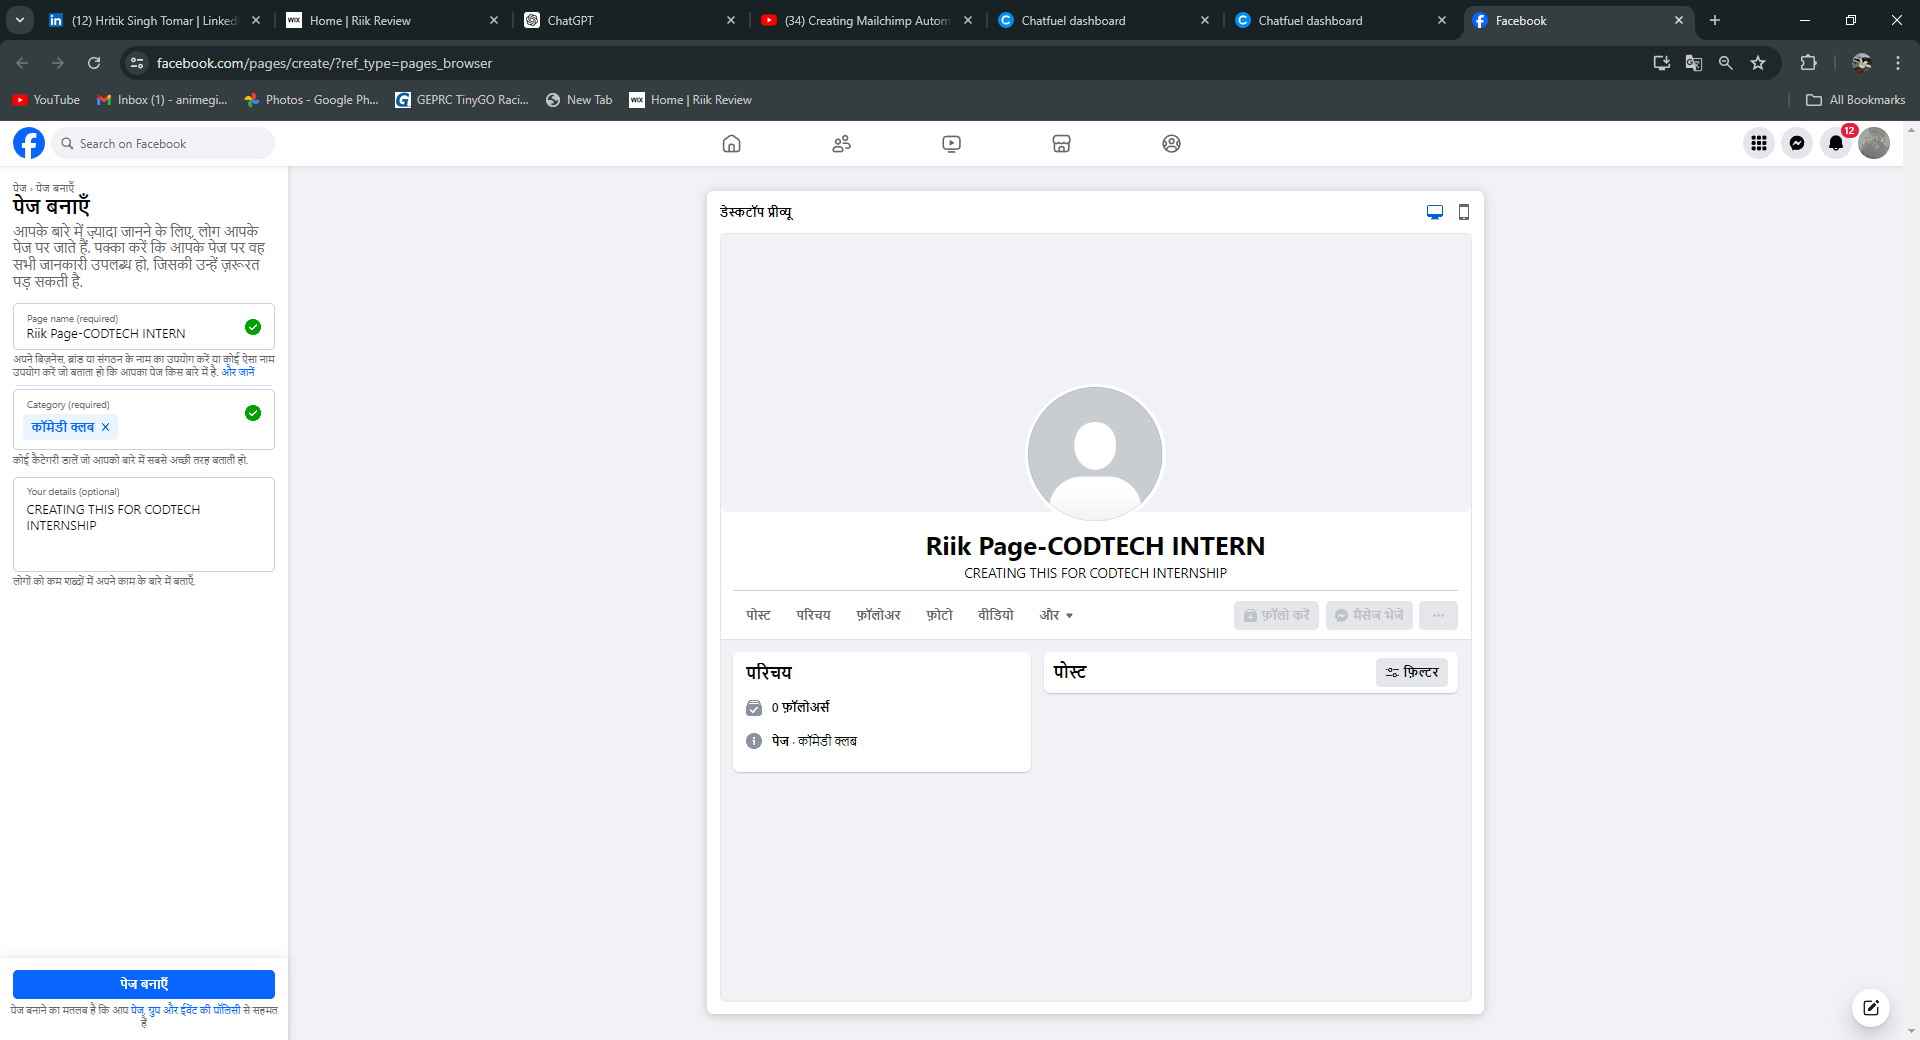 (12) Hritik Singh Tomar | Linked
Home | Riik Review
ChatGPT
(34) Creating Mailchimp Autom
Chatfuel dashboard
Chatfuel dashboard
Facebook
facebook.com/pages/create/?ref_type=pages_browser
YouTube
Inbox (1) - animegi...
Photos - Google Ph...
GEPRC TinyGO Raci...
New Tab
WIX Home | Riik Review
All Bookmarks
Search on Facebook
12
पेज › पेज बनाएँ
पेज बनाएँ
आपके बारे में ज़्यादा जानने के लिए, लोग आपके
पेज पर जाते हैं. पक्का करें कि आपके पेज पर वह
सभी जानकारी उपलब्ध हो, जिसकी उन्हें ज़रूरत
पड़ सकती है.
Page name (required)
Riik Page-CODTECH INTERN
अपने बिज़नेस, ब्रांड या संगठन के नाम का उपयोग करें या कोई ऐसा नाम
उपयोग करें जो बताता हो कि आपका पेज किस बारे में है. और जानें
Category (required)
कॉमेडी क्लब
कोई कैटेगरी डालें जो आपको बारे में सबसे अच्छी तरह बताती हो.
Your details (optional)
CREATING THIS FOR CODTECH
INTERNSHIP
लोगों को कम शब्दों में अपने काम के बारे में बताएँ.
पेज बनाएँ
पेज बनाने का मतलब है कि आप पेज, ग्रुप और ईवेंट की पॉलिसी से सहमत
हैं
डेस्कटॉप प्रीव्यू
Riik Page-CODTECH INTERN
CREATING THIS FOR CODTECH INTERNSHIP
पोस्ट
परिचय
फ़ॉलोअर
फ़ोटो
वीडियो
और
फ़ॉलो करें
मैसेज भेजें
परिचय
0 फ़ॉलोअर्स
पेज · कॉमेडी क्लब
पोस्ट
फ़िल्टर